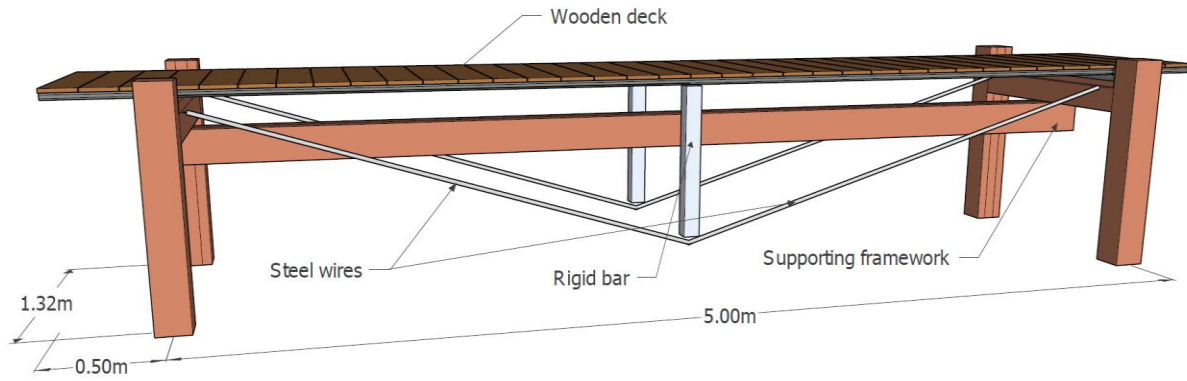 Wooden deck
Steel wires
Rigid bar
Supporting framework
1.32m
5.00m
0.50m